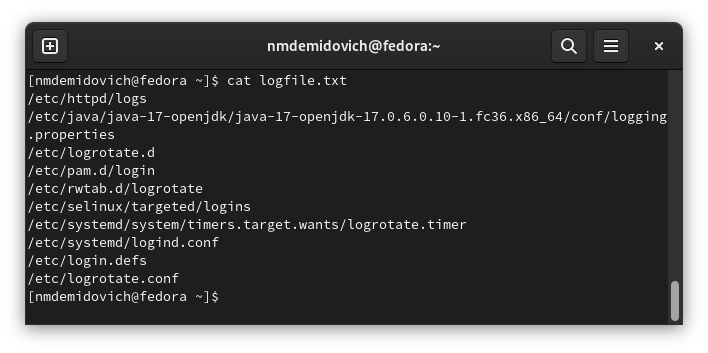 nmdemidovich@fedora:~
[nmdemidovich@fedora ~]$ cat logfile.txt
/etc/httpd/logs
/etc/java/java-17-openjdk/java-17-openjdk-17.0.6.0.10-1.fc36.x86_64/conf/logging
.properties
/etc/logrotate.d
/etc/pam.d/login
/etc/rwtab.d/logrotate
/etc/selinux/targeted/logins
/etc/systemd/system/timers.target.wants/logrotate.timer
/etc/systemd/logind.conf
/etc/login.defs
/etc/logrotate.conf
[nmdemidovich@fedora ~]$